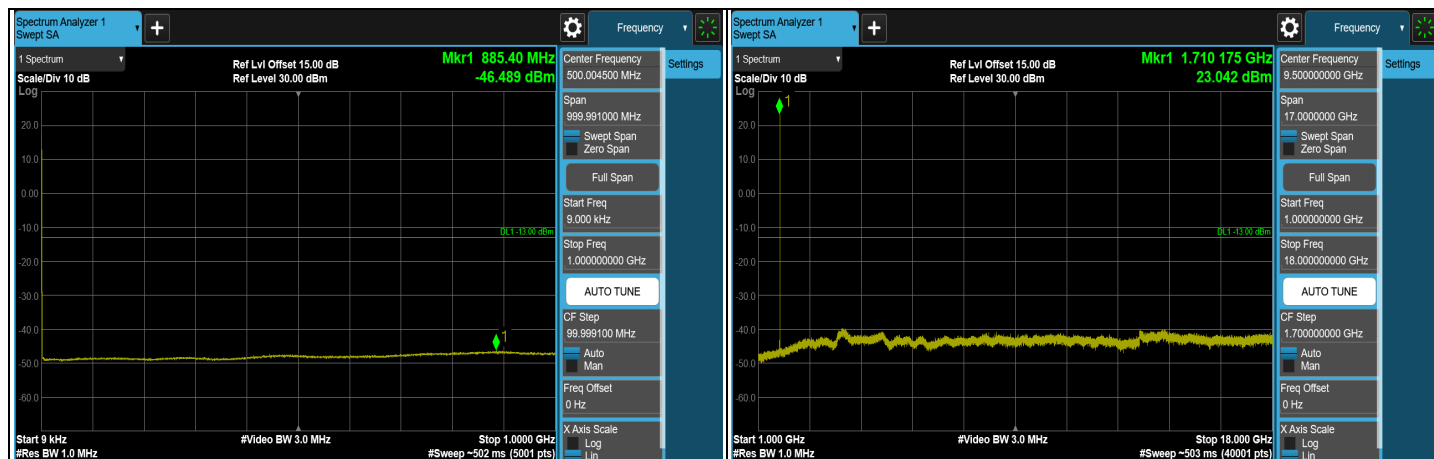 Spectrum Analyzer 1
Swept SA
+
Frequency
1 Spectrum
Scale/Div 10 dB
Log
Ref Lvl Offset 15.00 dB
Ref Level 30.00 dBm
Mkr1 885.40 MHz
-46.489 dBm
1
20.0
10.0
0.00
-10.0
-20.0
-30.0
-40.0
-50.0
-60.0
DL1 -13.00 dBm
Start 9 kHz
#Res BW 1.0 MHz
#Video BW 3.0 MHz
Stop 1.0000 GHz
#Sweep ~502 ms (5001 pts)
Center Frequency
500.004500 MHz
Span
999.991000 MHz
Swept Span
Zero Span
Full Span
Start Freq
9.000 kHz
Stop Freq
1.000000000 GHz
AUTO TUNE
CF Step
99.999100 MHz
Auto
Man
Freq Offset
0 Hz
X Axis Scale
Log
Lin
Settings
Spectrum Analyzer 1
Swept SA
+
Frequency
1 Spectrum
Scale/Div 10 dB
Log
Ref Lvl Offset 15.00 dB
Ref Level 30.00 dBm
Mkr1 1.710 175 GHz
23.042 dBm
1
20.0
10.0
0.00
-10.0
-20.0
-30.0
-40.0
-50.0
-60.0
DL1 -13.00 dBm
Start 1.000 GHz
#Res BW 1.0 MHz
#Video BW 3.0 MHz
Stop 18.000 GHz
#Sweep ~503 ms (40001 pts)
Center Frequency
9.500000000 GHz
Span
17.0000000 GHz
Swept Span
Zero Span
Full Span
Start Freq
1.000000000 GHz
Stop Freq
18.000000000 GHz
AUTO TUNE
CF Step
1.700000000 GHz
Auto
Man
Freq Offset
0 Hz
X Axis Scale
Log
Lin
Settings